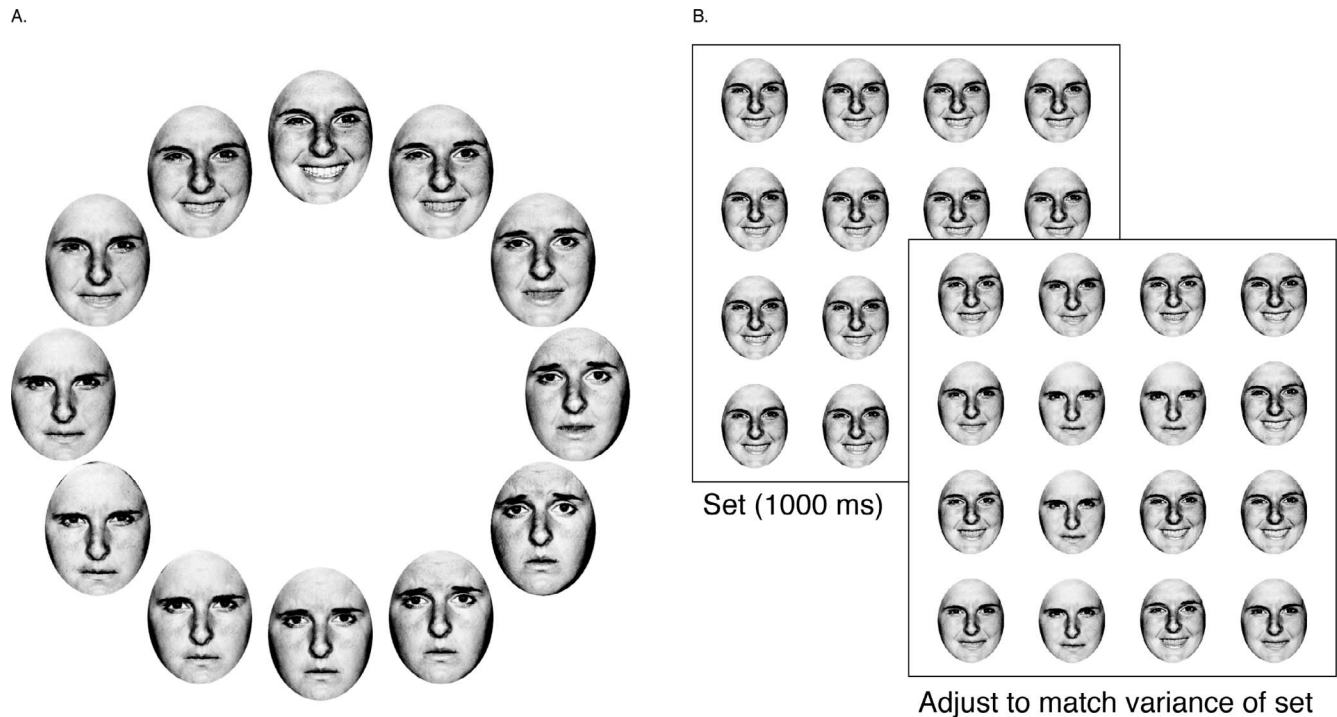 A.
B.
Set (1000 ms)
Adjust to match variance of set